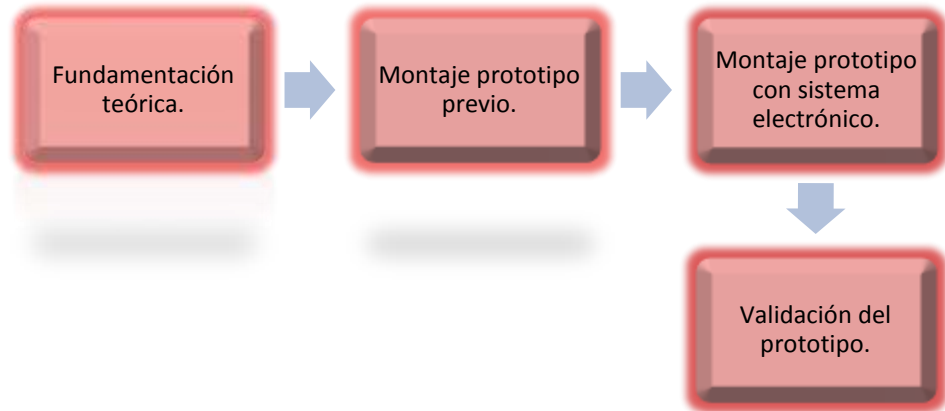 Fundamentación
teórica.
Montaje prototipo
previo.
Montaje prototipo
con sistema
electrónico.
Validación del
prototipo.